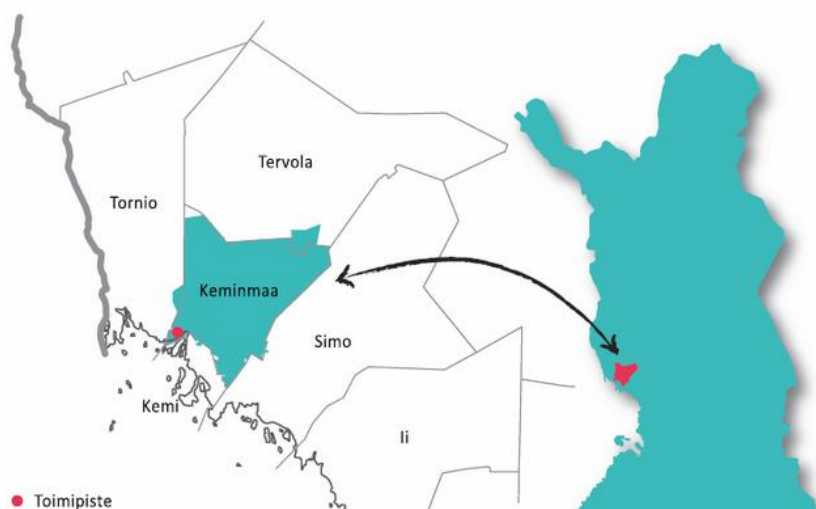 Tervola
Tornio
Keminmaa
Simo
Kemi
Ii
Toimipiste